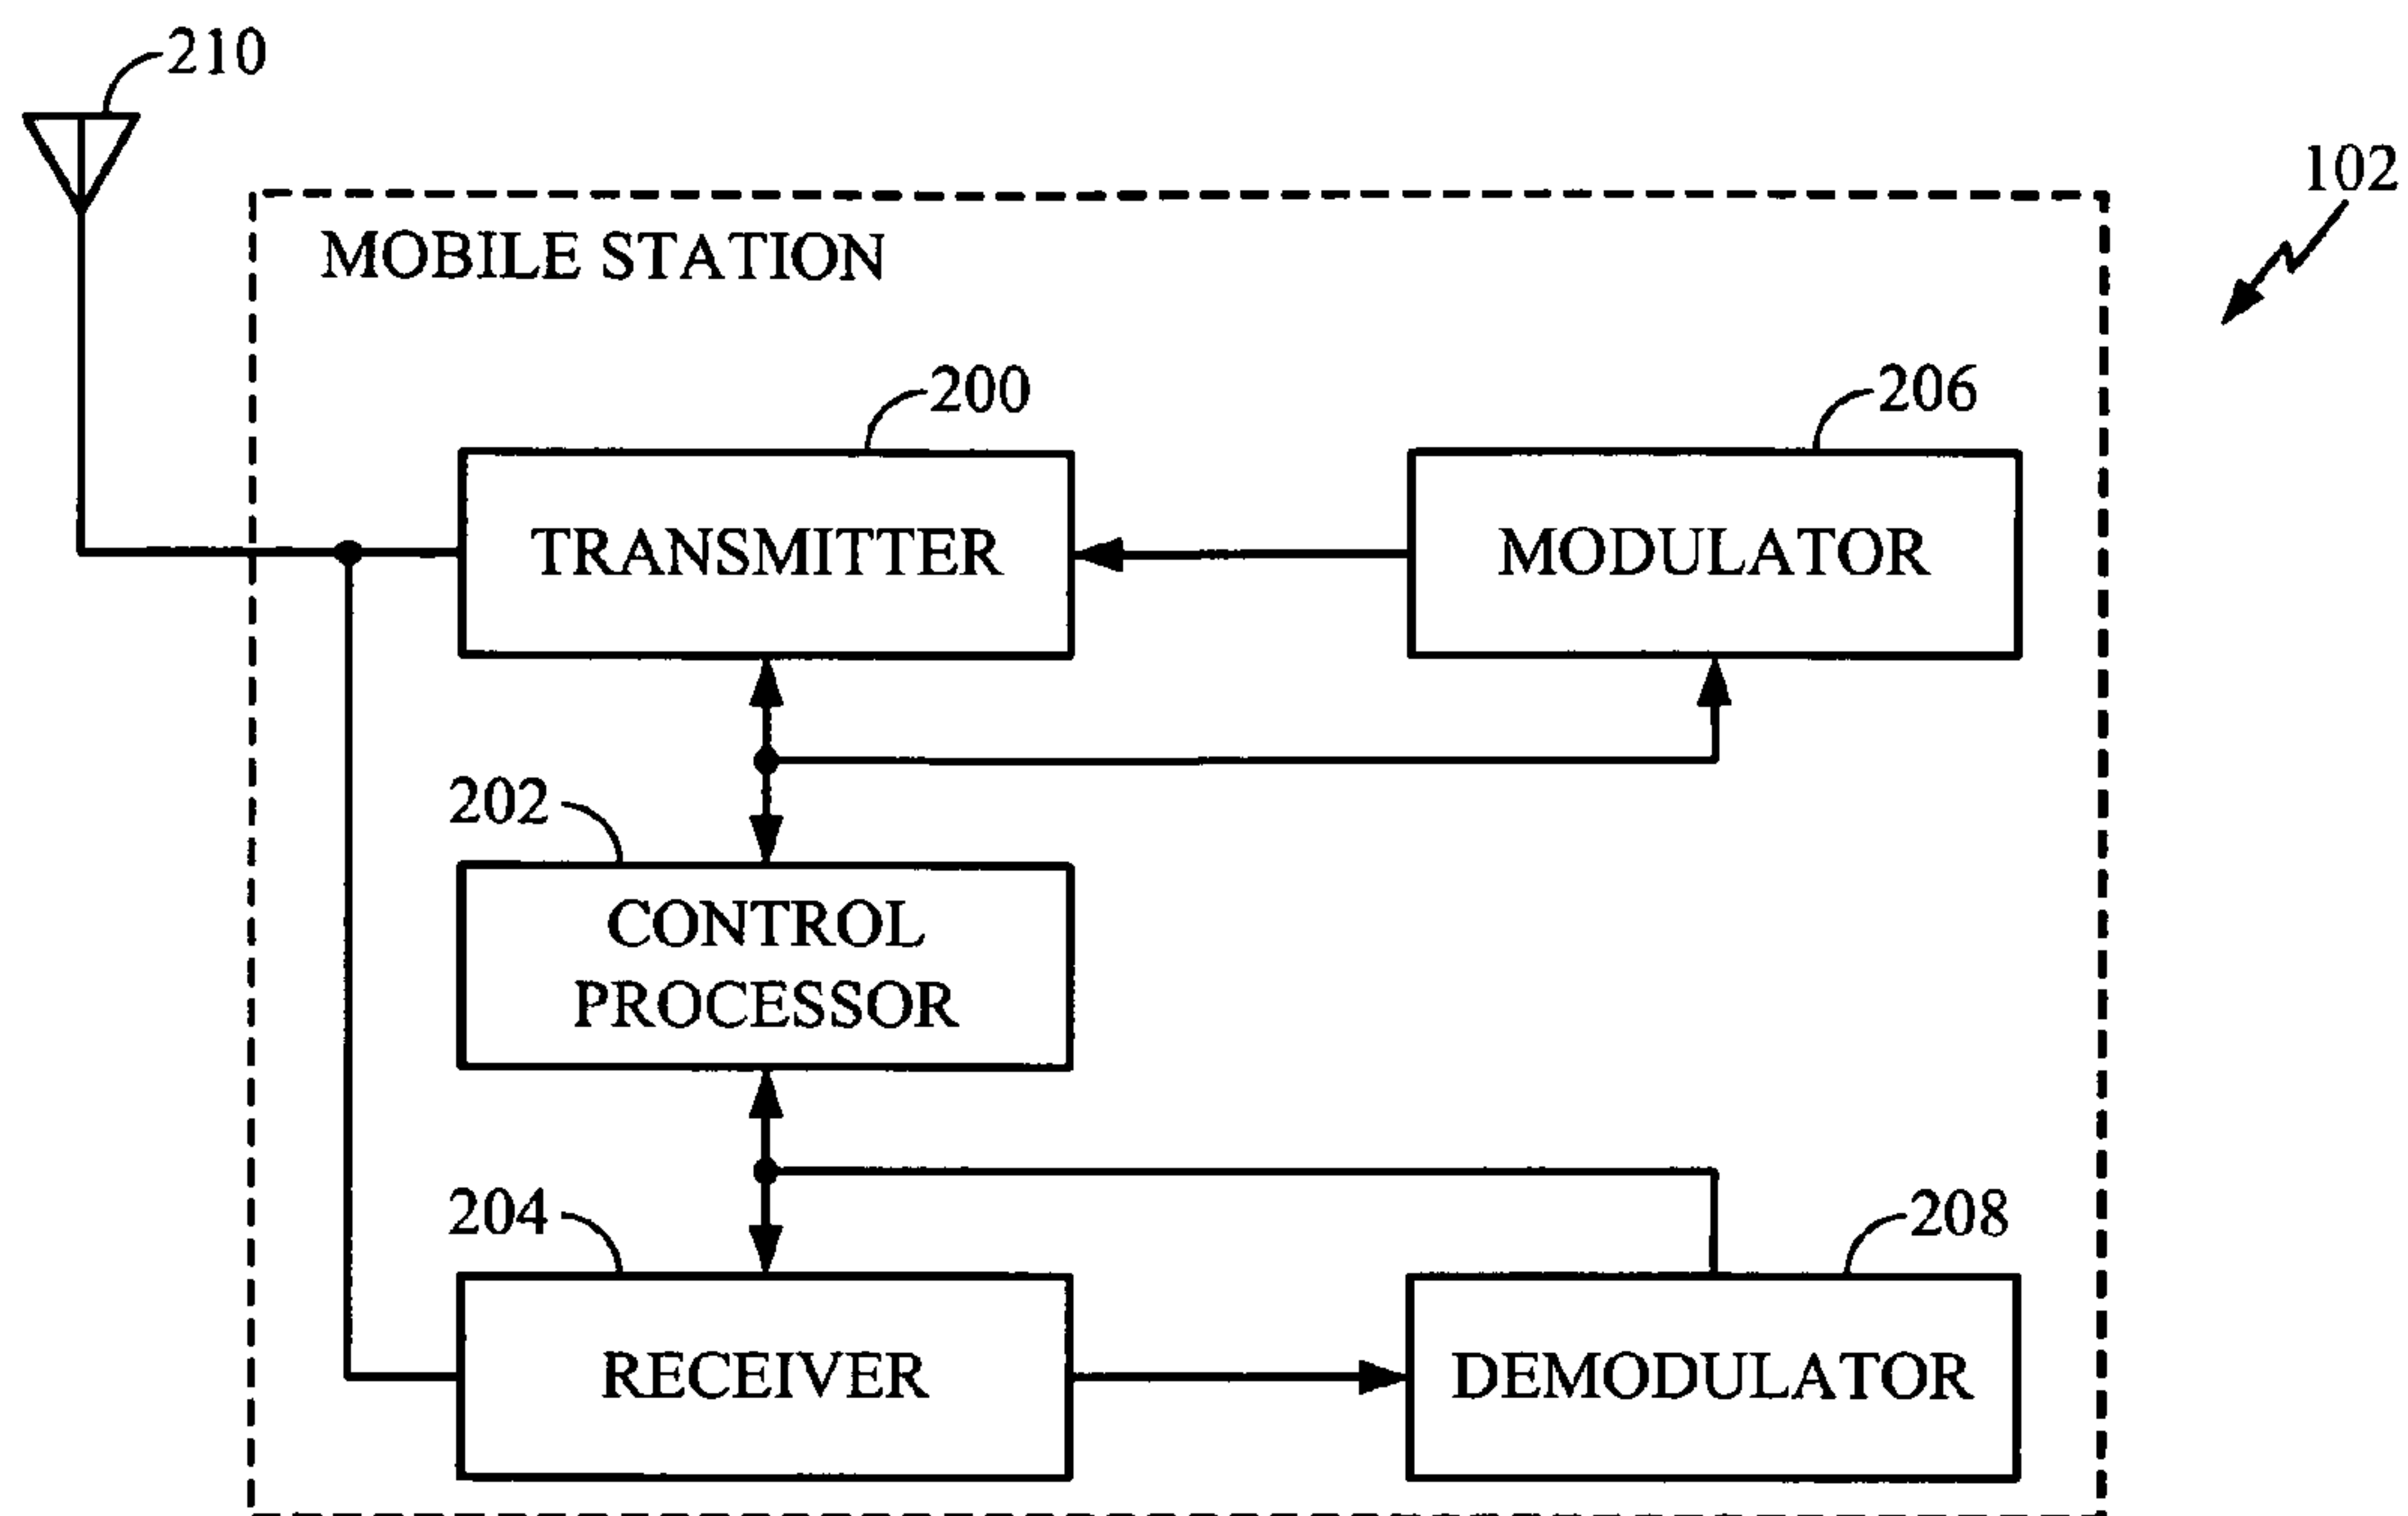 210
102
MOBILE STATION
200
206
TRANSMITTER
MODULATOR
202
CONTROL
PROCESSOR
204
208
RECEIVER
DEMODULATOR